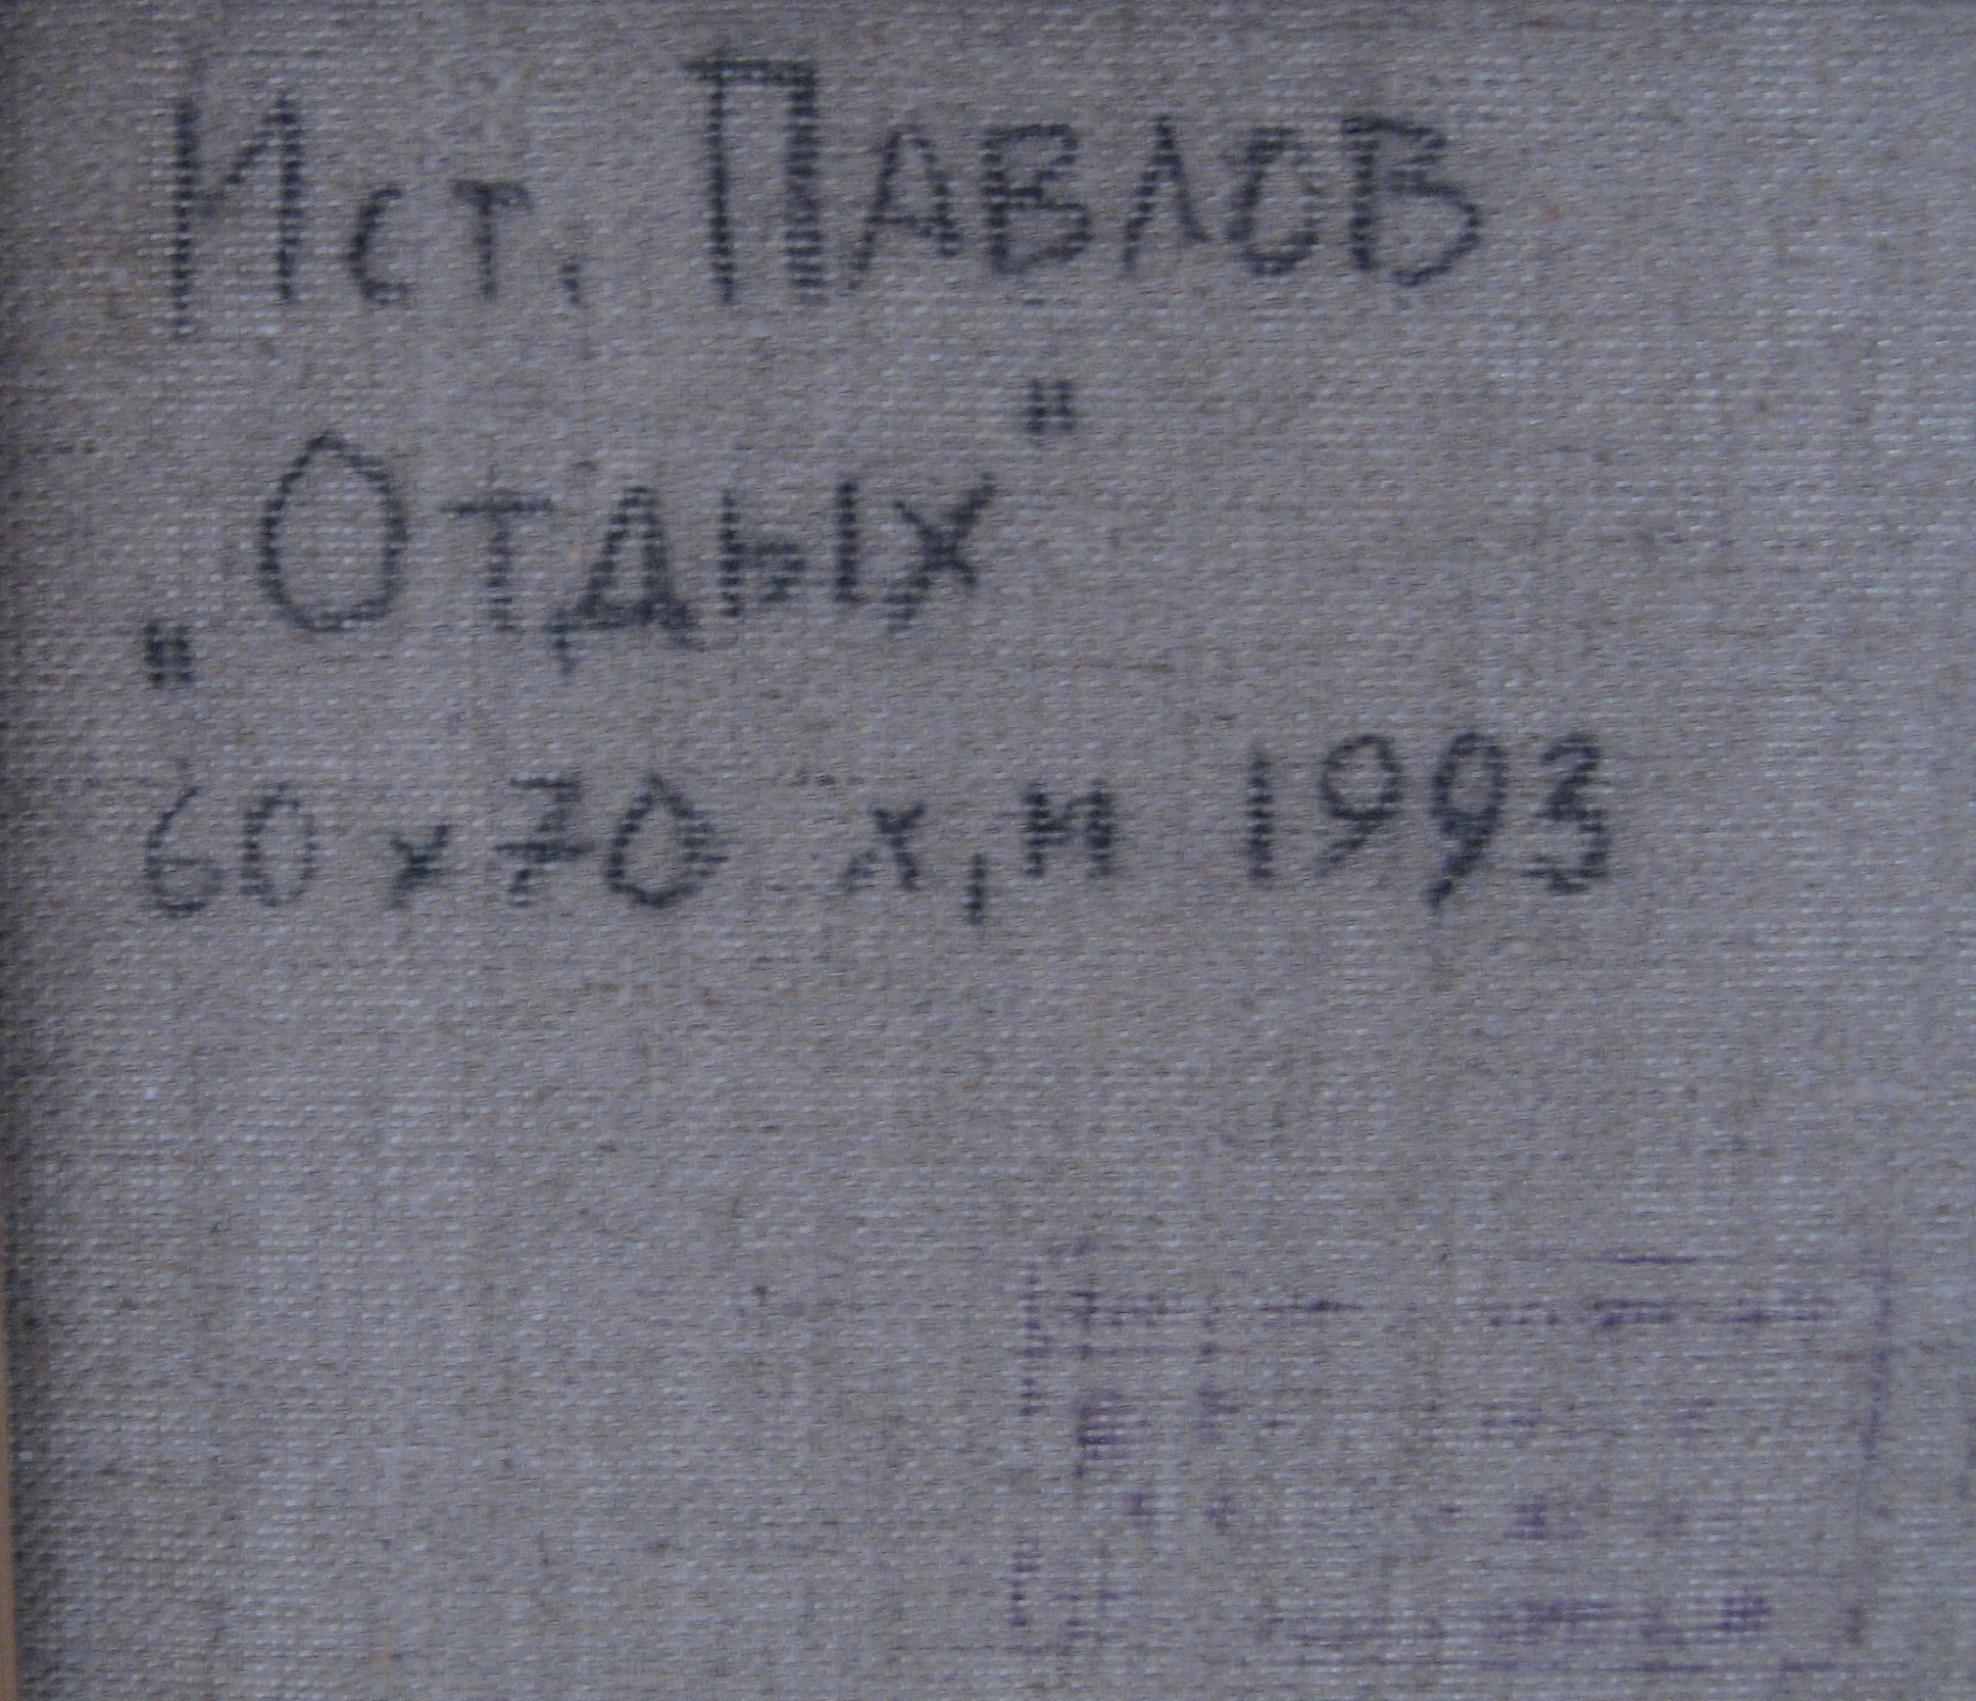 Ист. Павлов
„Отдых"
60 х 70 х, м 1993